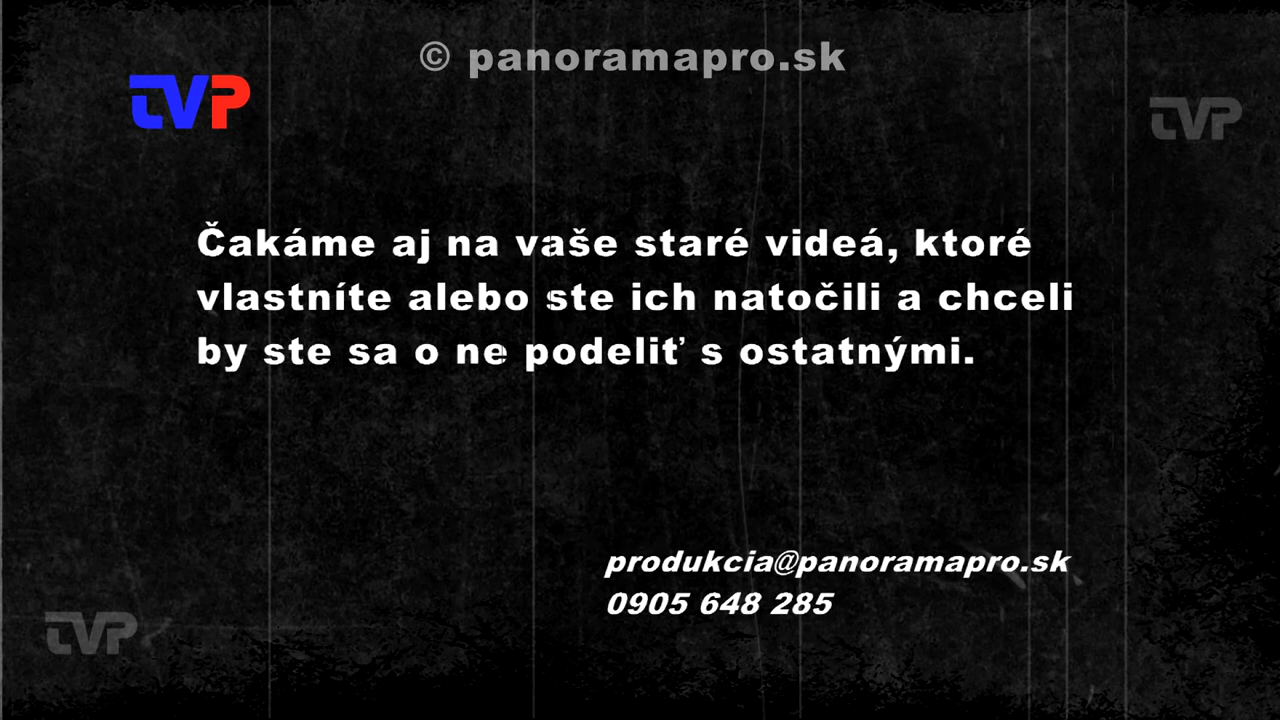 © panoramapro.sk
TVP
TVP
Čakáme aj na vaše staré videá, ktoré
vlastníte alebo ste ich natočili a chceli
by ste sa o ne podeliť s ostatnými.
produkcia@panoramapro.sk
0905 648 285
TVP